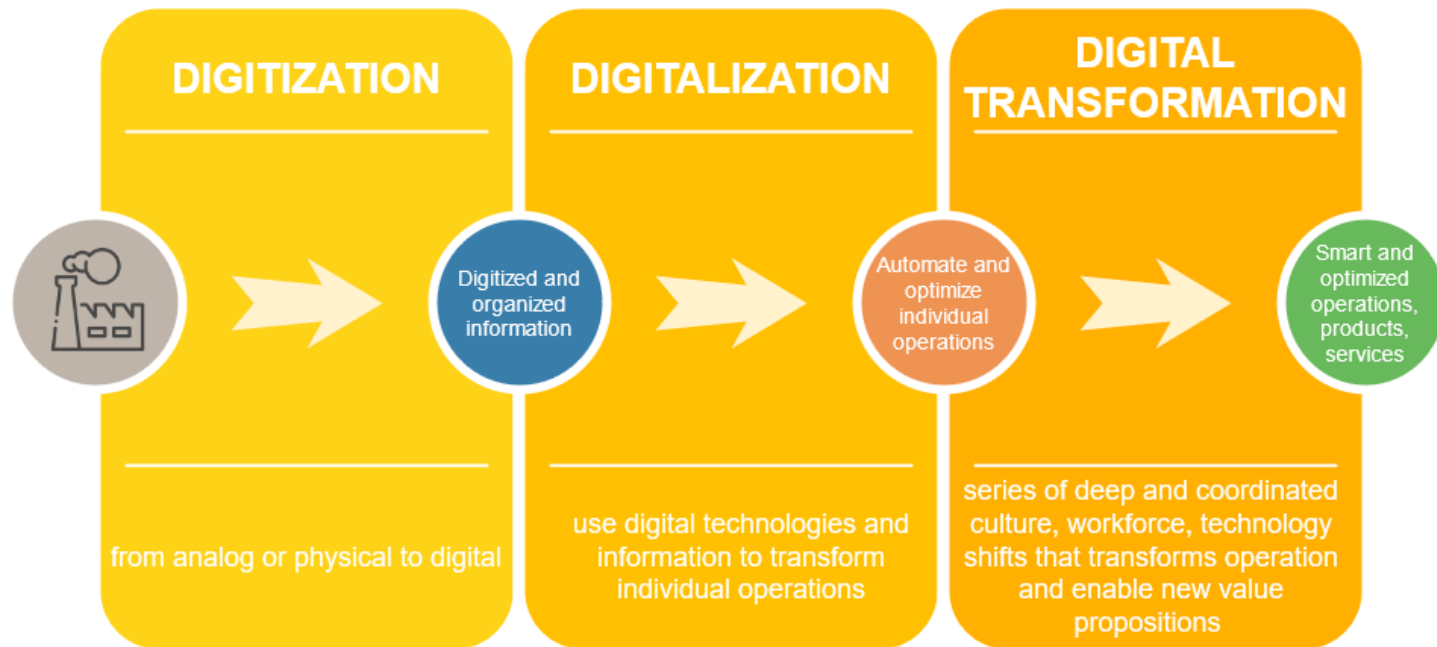 DIGITIZATION
from analog or physical to digital
Digitized and
organized
information
DIGITALIZATION
use digital technologies and
information to transform
individual operations
Automate and
optimize
individual
operations
DIGITAL
TRANSFORMATION
series of deep and coordinated
culture, workforce, technology
shifts that transforms operation
and enable new value
propositions
Smart and
optimized
operations,
products,
services